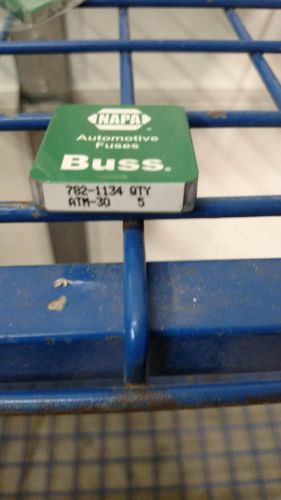 NAPA
Automotive
Fuses
Buss.
782-1134 QTY
ATM-30 5